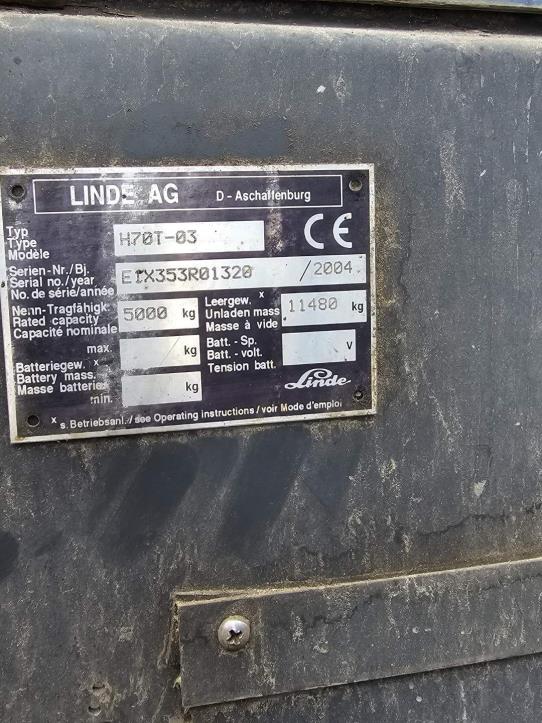 LINDE AG D-Aschaffenburg
Typ
Type
Modèle
H70T-03
CE
Serien-Nr./Bj.
Serial no./year
No. de série/année
/2004
Nenn-Tragfähigk
Rated capacity
Capacité nominale
5000 kg
Leergew. x
Unladen mass
Masse à vide
11480 kg
max. kg
Batteriegew. x
Battery mass.
Masse batterie
min. kg
Batt.-Sp.
Batt.-volt.
Tension batt.
V
Linde
x s. Betriebsanl./see Operating instructions/voir Mode d'emploi